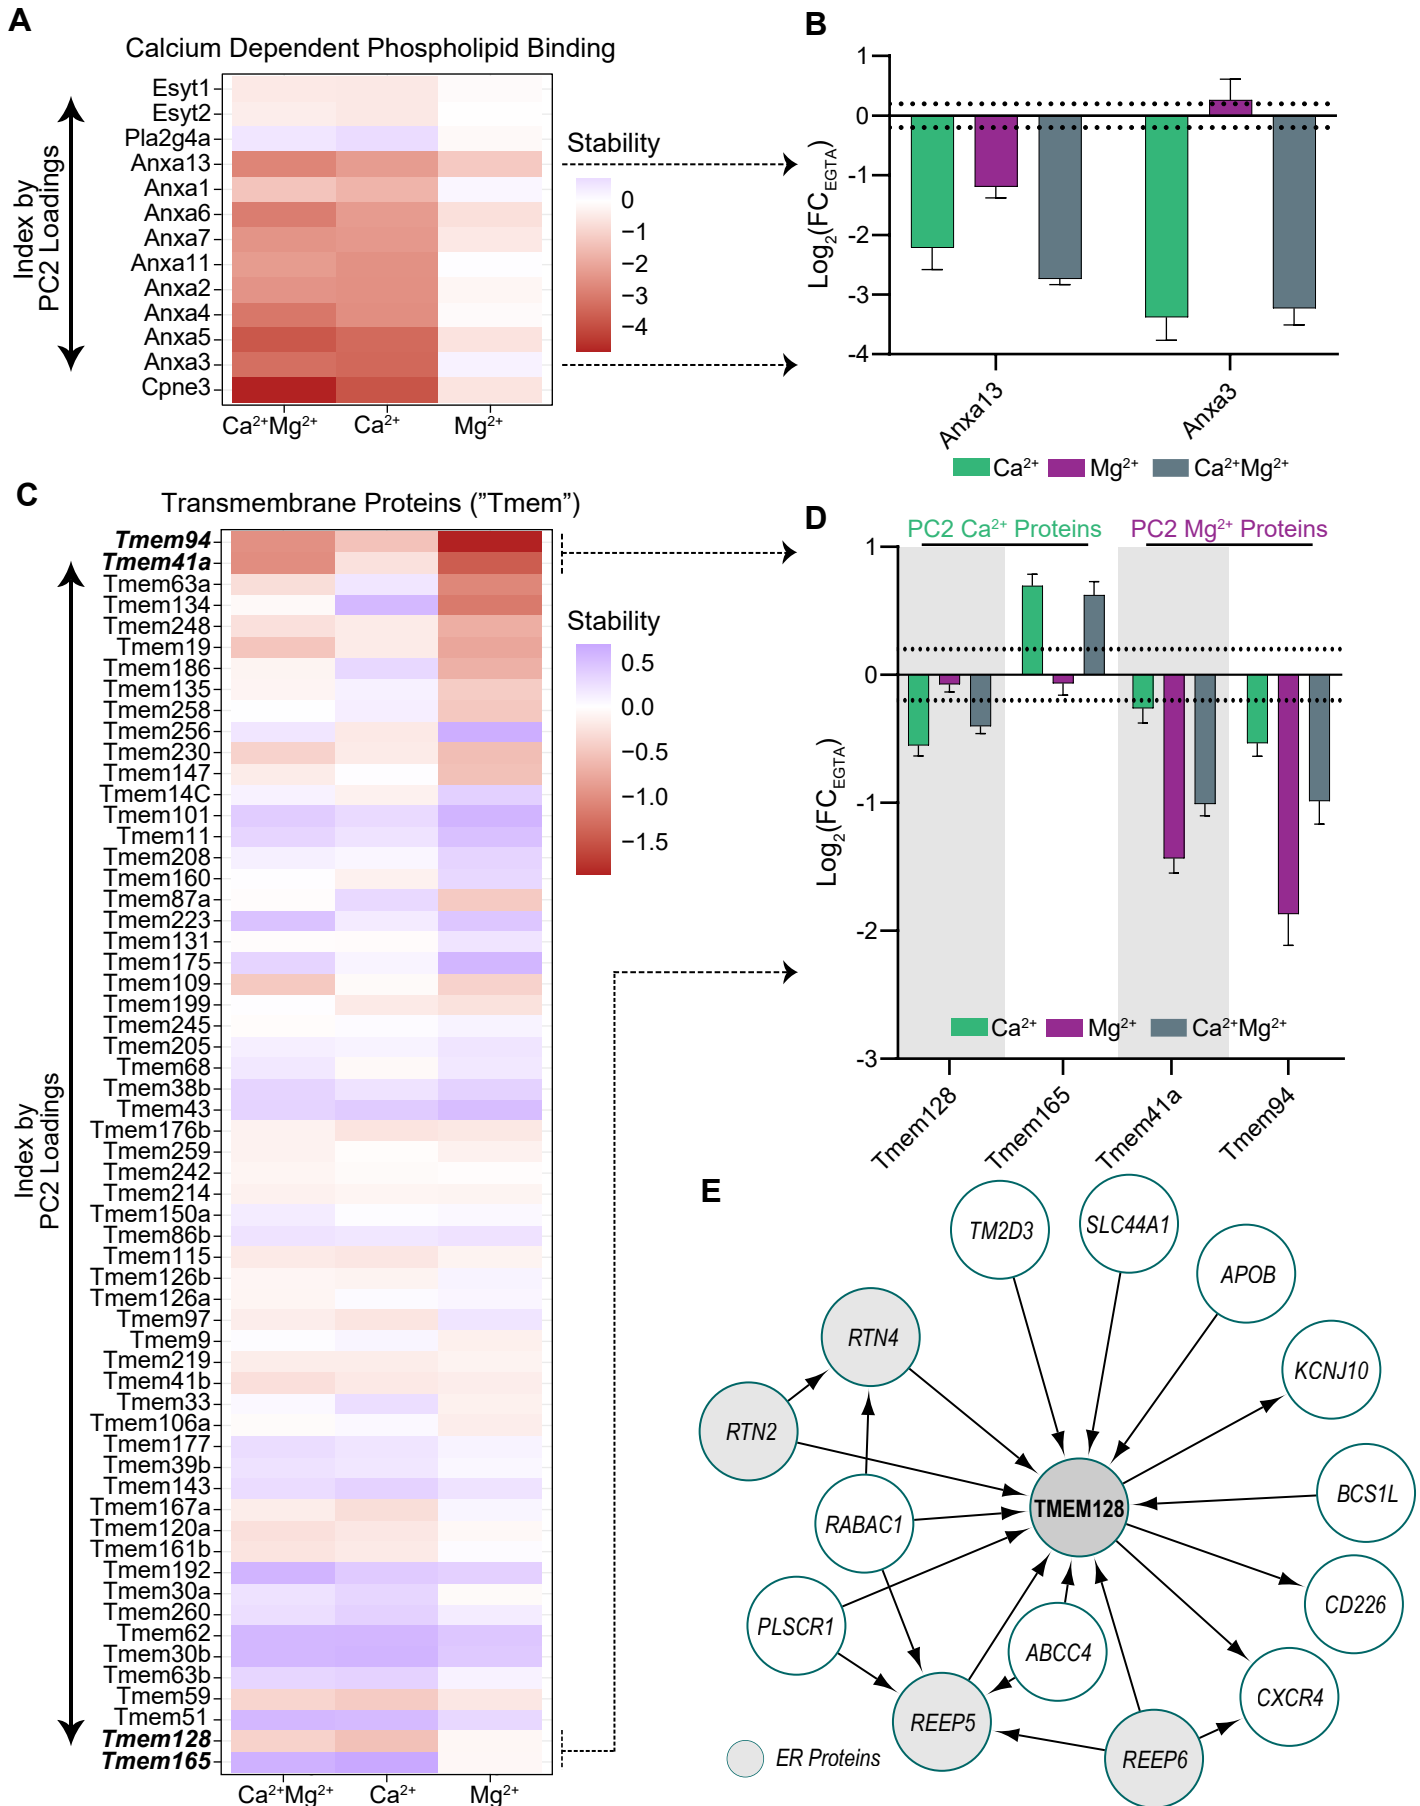 A
Calcium Dependent Phospholipid Binding
Index by
PC2 Loadings
Esyt1
Esyt2
Pla2g4a
Anxa13
Anxa1
Anxa6
Anxa7
Anxa11
Anxa2
Anxa4
Anxa5
Anxa3
Cpne3
Ca²⁺Mg²⁺ Ca²⁺ Mg²⁺
Stability
0
−1
−2
−3
−4
B
Log₂(FC_EGTA)
1
0
-1
-2
-3
-4
Anxa13 Anxa3
Ca²⁺ Mg²⁺ Ca²⁺Mg²⁺
C
Transmembrane Proteins ("Tmem")
Index by
PC2 Loadings
Tmem94
Tmem41a
Tmem63a
Tmem134
Tmem248
Tmem19
Tmem186
Tmem135
Tmem258
Tmem256
Tmem230
Tmem147
Tmem14C
Tmem101
Tmem11
Tmem208
Tmem160
Tmem87a
Tmem223
Tmem131
Tmem175
Tmem109
Tmem199
Tmem245
Tmem205
Tmem68
Tmem38b
Tmem43
Tmem176b
Tmem259
Tmem242
Tmem214
Tmem150a
Tmem86b
Tmem115
Tmem126b
Tmem126a
Tmem97
Tmem9
Tmem219
Tmem41b
Tmem33
Tmem106a
Tmem177
Tmem39b
Tmem143
Tmem167a
Tmem120a
Tmem161b
Tmem192
Tmem30a
Tmem260
Tmem62
Tmem30b
Tmem63b
Tmem59
Tmem51
Tmem128
Tmem165
Ca²⁺Mg²⁺ Ca²⁺ Mg²⁺
Stability
0.5
0.0
−0.5
−1.0
−1.5
D
PC2 Ca²⁺ Proteins PC2 Mg²⁺ Proteins
Log₂(FC_EGTA)
1
0
-1
-2
-3
Ca²⁺ Mg²⁺ Ca²⁺Mg²⁺
Tmem128 Tmem165 Tmem41a Tmem94
E
TM2D3
SLC44A1
APOB
RTN4
KCNJ10
RTN2
BCS1L
TMEM128
RABAC1
CD226
PLSCR1
ABCC4
CXCR4
REEP5
REEP6
ER Proteins